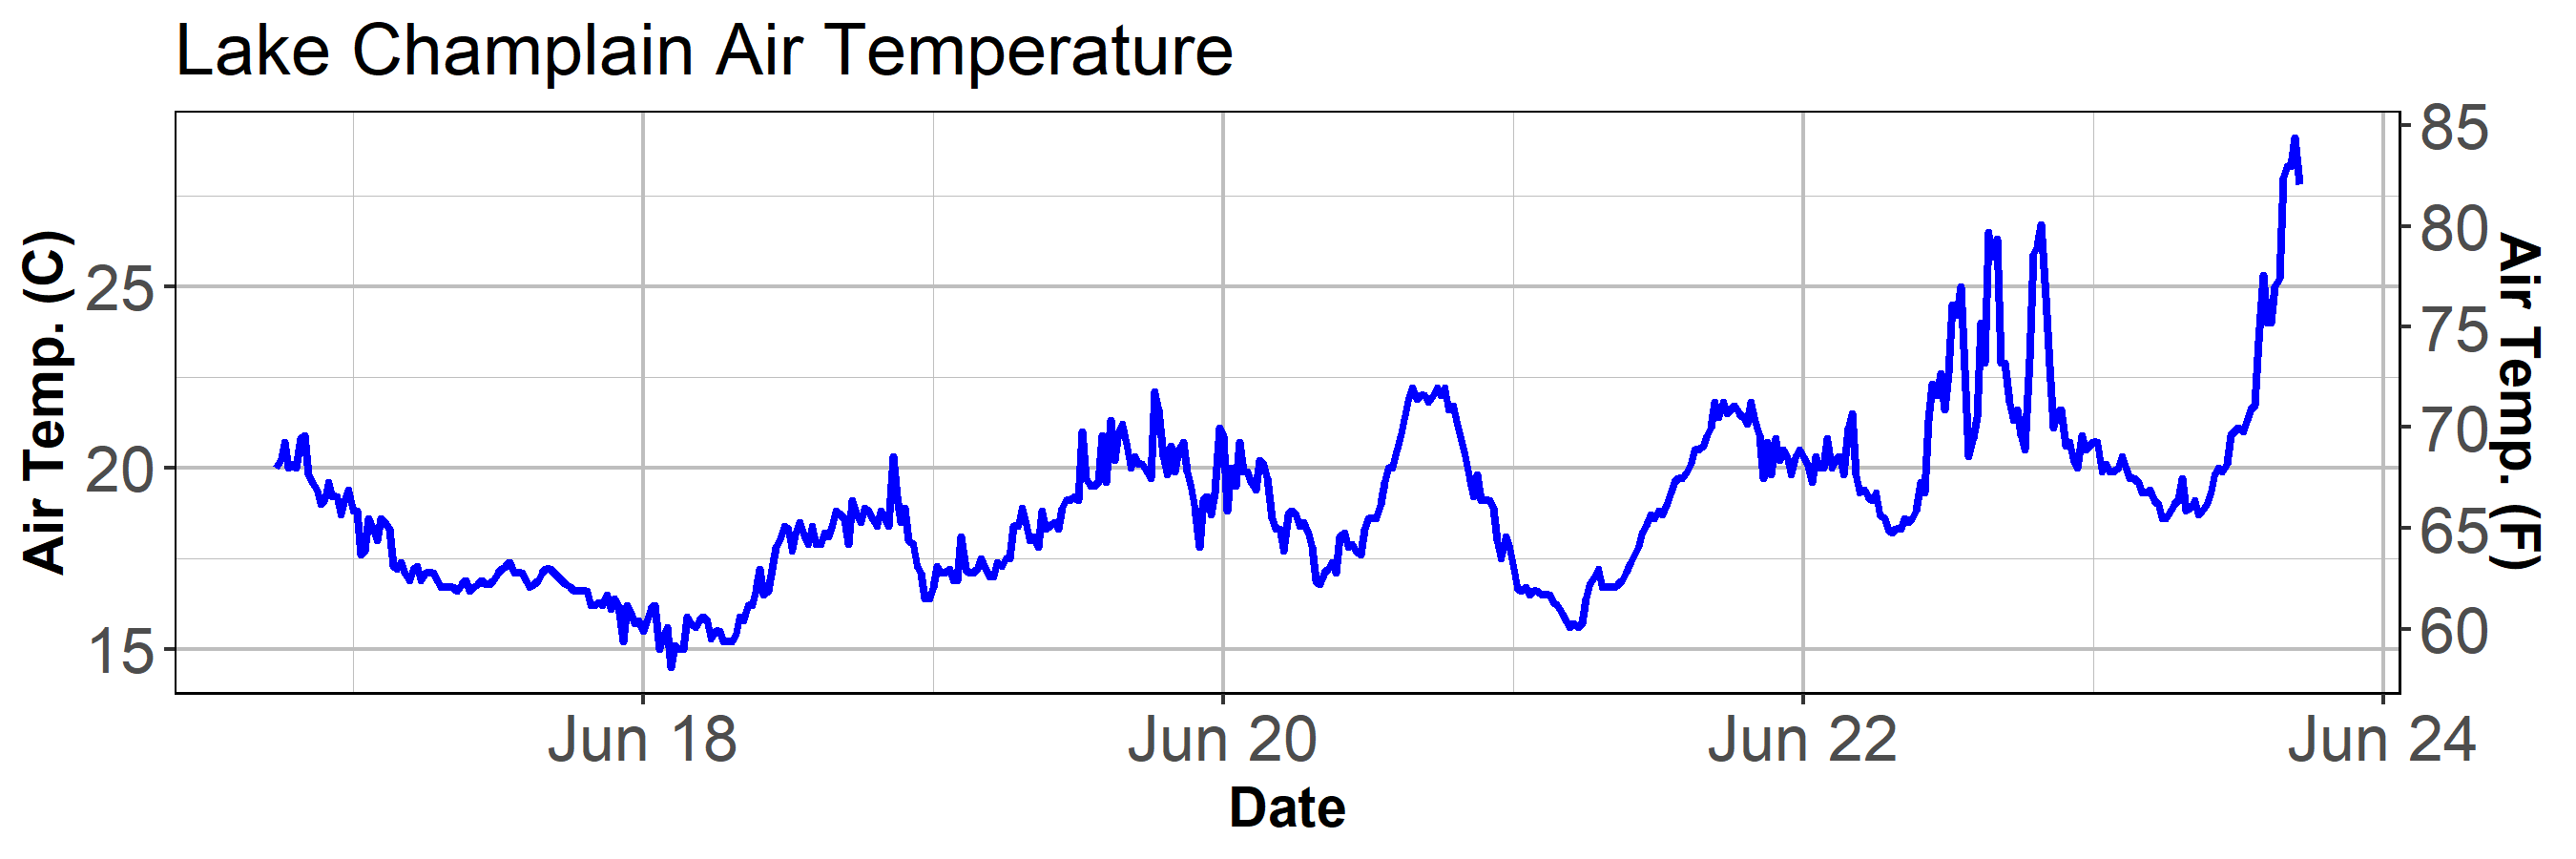 Lake Champlain Air Temperature
Air Temp. (C)
25
20
15
85
80
75
70
65
60
Air Temp. (F)
Jun 18
Jun 20
Jun 22
Jun 24
Date